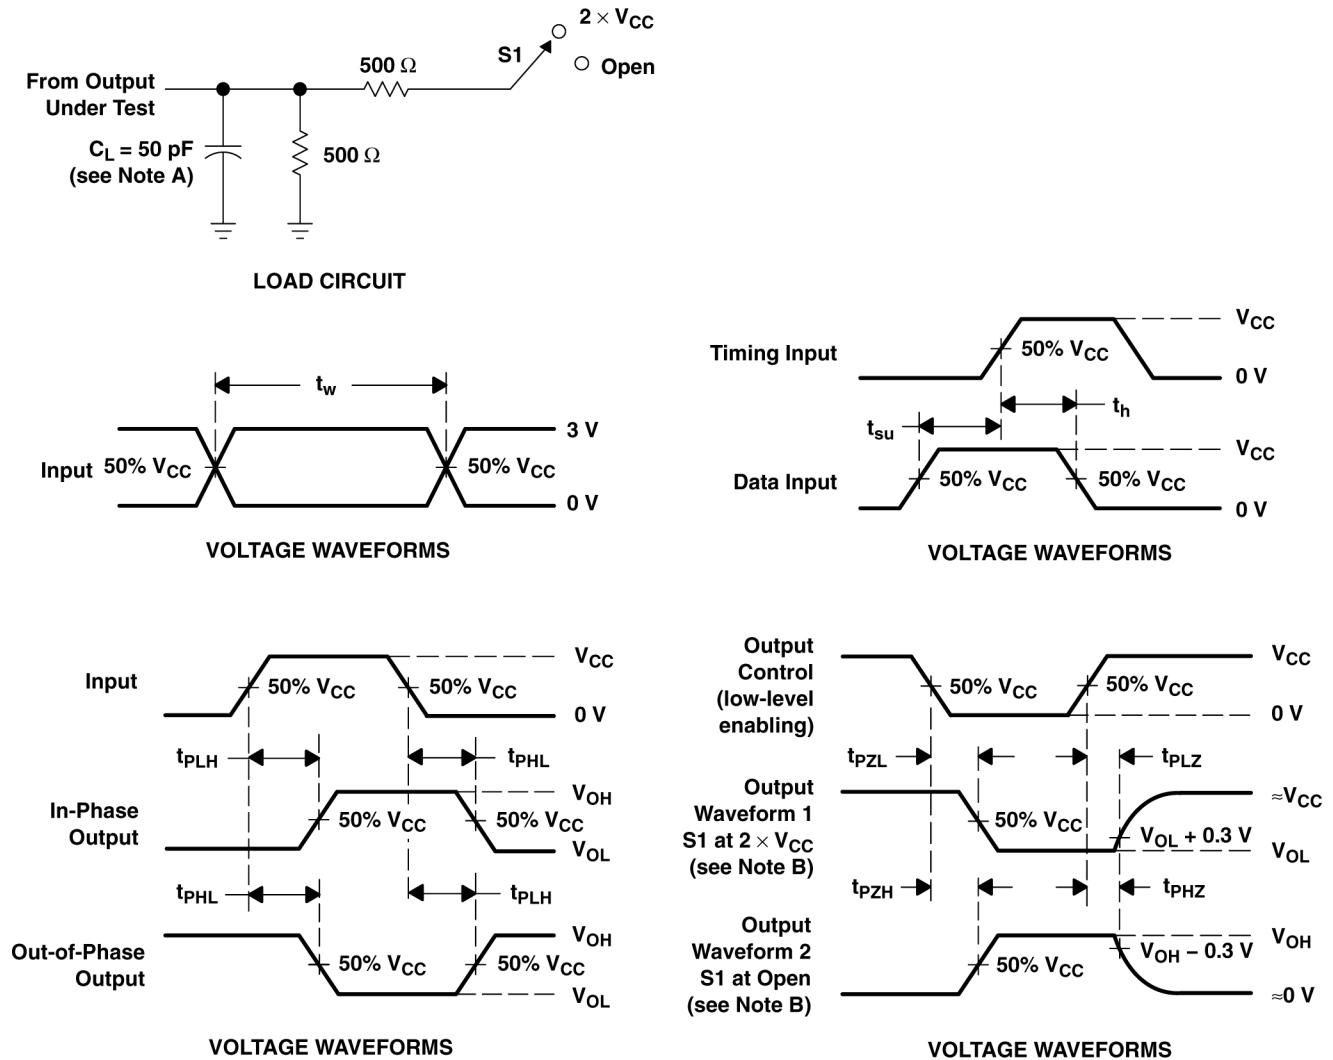 2 × VCC
S1
Open
500 Ω
From Output
Under Test
CL = 50 pF
(see Note A)
500 Ω
LOAD CIRCUIT
tw
3 V
Input 50% VCC
50% VCC
0 V
VOLTAGE WAVEFORMS
VCC
Timing Input
50% VCC
0 V
th
tsu
VCC
Data Input
50% VCC
50% VCC
0 V
VOLTAGE WAVEFORMS
VCC
Input
50% VCC
50% VCC
0 V
tPLH
tPHL
VOH
In-Phase
Output
50% VCC
50% VCC
VOL
tPHL
tPLH
VOH
Out-of-Phase
Output
50% VCC
50% VCC
VOL
VOLTAGE WAVEFORMS
Output
Control
(low-level
enabling)
VCC
50% VCC
50% VCC
0 V
tPZL
tPLZ
Output
Waveform 1
S1 at 2 × VCC
(see Note B)
≈VCC
50% VCC
VOL + 0.3 V
VOL
tPZH
tPHZ
Output
Waveform 2
S1 at Open
(see Note B)
VOH
VOH − 0.3 V
50% VCC
≈0 V
VOLTAGE WAVEFORMS